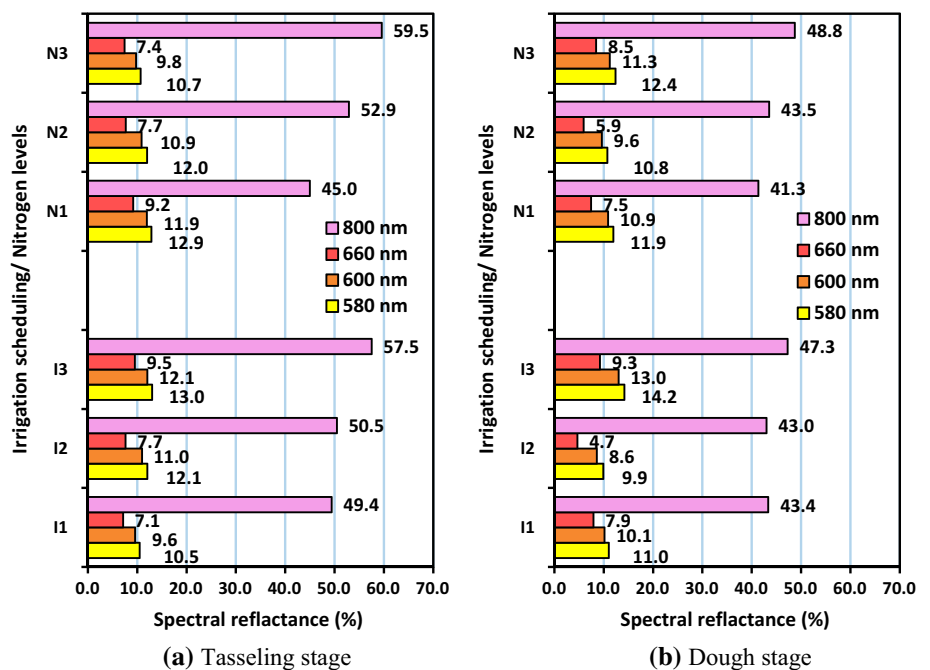 Irrigation scheduling/ Nitrogen levels
N3
59.5
7.4
9.8
10.7
N2
52.9
7.7
10.9
12.0
N1
45.0
9.2
11.9
12.9
800 nm
660 nm
600 nm
580 nm
I3
57.5
9.5
12.1
13.0
I2
50.5
7.7
11.0
12.1
I1
49.4
7.1
9.6
10.5
0.0 10.0 20.0 30.0 40.0 50.0 60.0 70.0
Spectral reflactance (%)
(a) Tasseling stage
Irrigation scheduling/ Nitrogen levels
N3
48.8
8.5
11.3
12.4
N2
43.5
5.9
9.6
10.8
N1
41.3
7.5
10.9
11.9
800 nm
660 nm
600 nm
580 nm
I3
47.3
9.3
13.0
14.2
I2
43.0
4.7
8.6
9.9
I1
43.4
7.9
10.1
11.0
0.0 10.0 20.0 30.0 40.0 50.0 60.0 70.0
Spectral reflactance (%)
(b) Dough stage